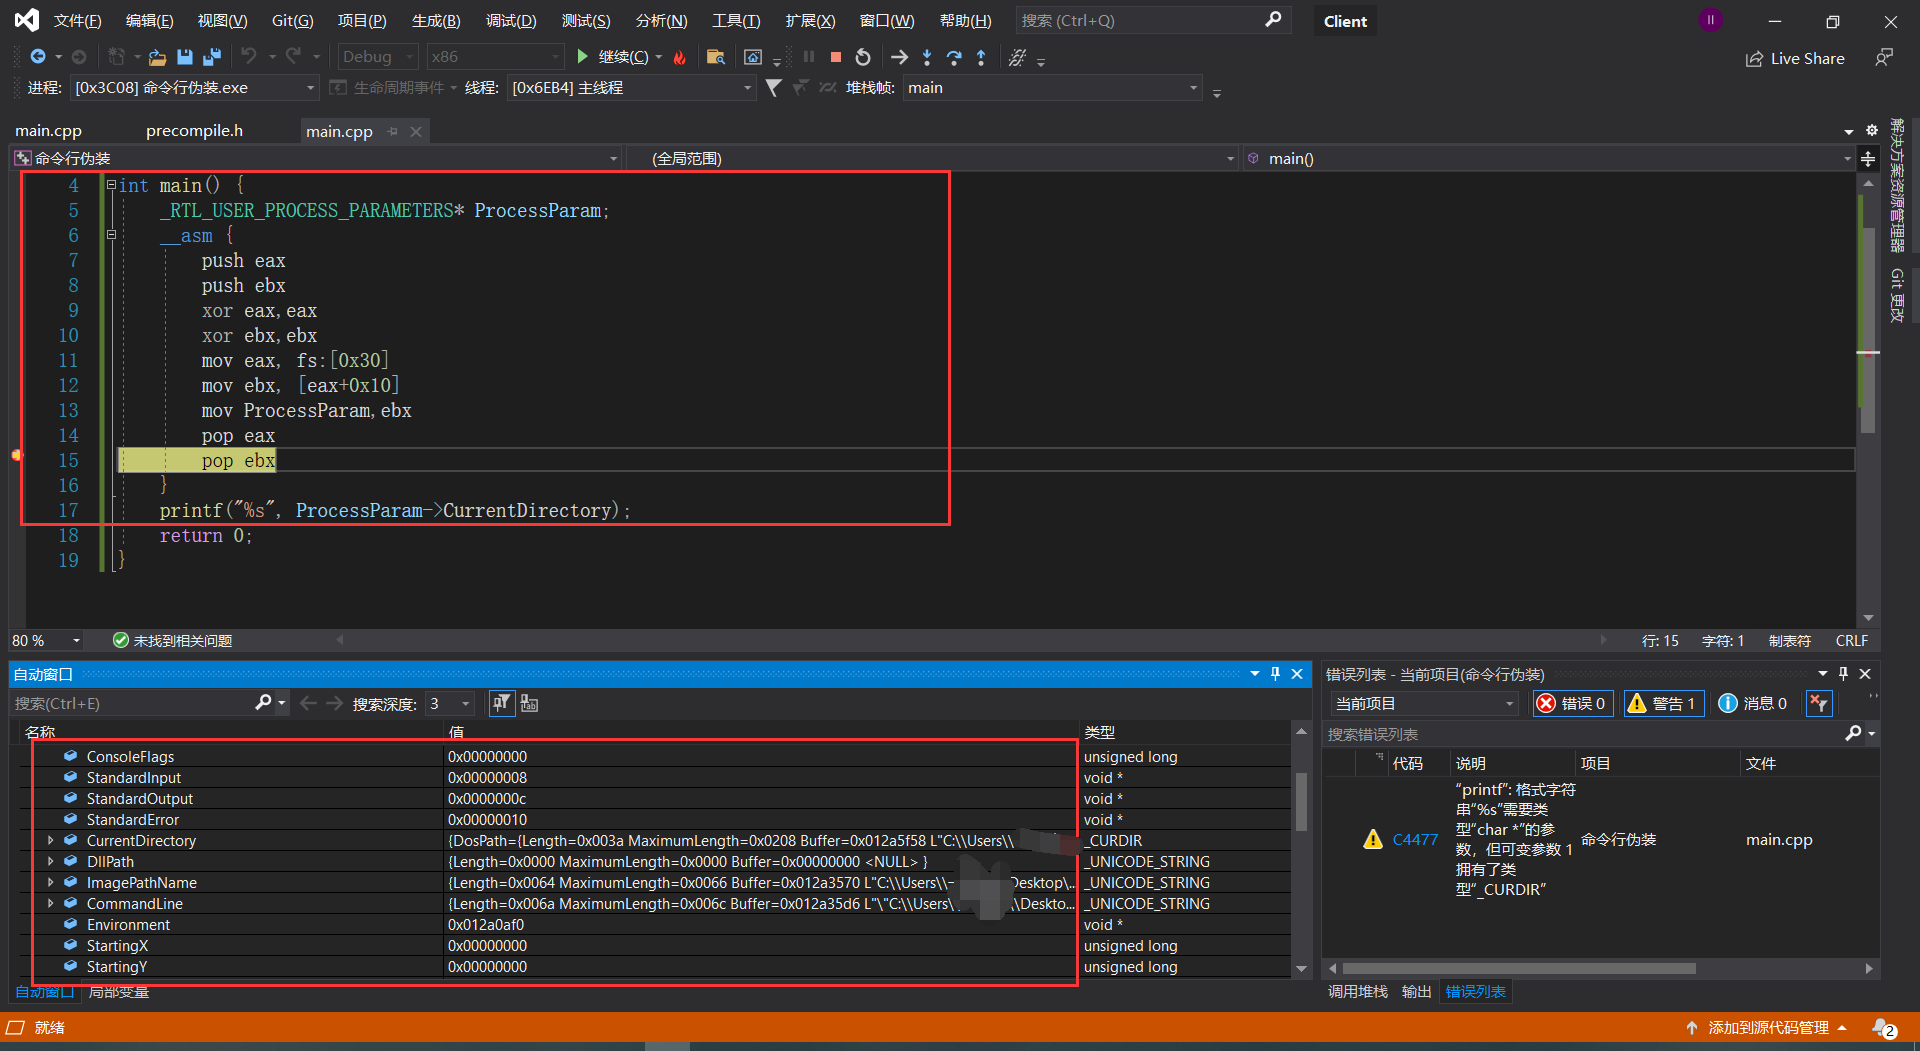 文件(F) 编辑(E) 视图(V) Git(G) 项目(P) 生成(B) 调试(D) 测试(S) 分析(N) 工具(T) 扩展(X) 窗口(W) 帮助(H) 搜索 (Ctrl+Q) Client II
Debug x86 继续(C) Live Share
进程: [0x3C08] 命令行伪装.exe 生命周期事件 线程: [0x6EB4] 主线程 堆栈帧: main
main.cpp precompile.h main.cpp
命令行伪装 (全局范围) main()
4 int main() {
5 _RTL_USER_PROCESS_PARAMETERS* ProcessParam;
6 __asm {
7 push eax
8 push ebx
9 xor eax,eax
10 xor ebx,ebx
11 mov eax, fs:[0x30]
12 mov ebx, [eax+0x10]
13 mov ProcessParam,ebx
14 pop eax
15 pop ebx
16 }
17 printf("%s", ProcessParam->CurrentDirectory);
18 return 0;
19 }
解决方案资源管理器
Git 更改
80 % 未找到相关问题 行: 15 字符: 1 制表符 CRLF
自动窗口
搜索(Ctrl+E) 搜索深度: 3
名称 值 类型
ConsoleFlags 0x00000000 unsigned long
StandardInput 0x00000008 void *
StandardOutput 0x0000000c void *
StandardError 0x00000010 void *
CurrentDirectory {DosPath={Length=0x003a MaximumLength=0x0208 Buffer=0x012a5f58 L"C:\\Users\\ _CURDIR
DllPath {Length=0x0000 MaximumLength=0x0000 Buffer=0x00000000 <NULL> } _UNICODE_STRING
ImagePathName {Length=0x0064 MaximumLength=0x0066 Buffer=0x012a3570 L"C:\\Users\\ Desktop\... _UNICODE_STRING
CommandLine {Length=0x006a MaximumLength=0x006c Buffer=0x012a35d6 L"\"C:\\Users\ \\Deskto... _UNICODE_STRING
Environment 0x012a0af0 void *
StartingX 0x00000000 unsigned long
StartingY 0x00000000 unsigned long
自动窗口 局部变量
错误列表 - 当前项目(命令行伪装)
当前项目 错误 0 警告 1 消息 0
搜索错误列表
代码 说明 项目 文件
C4477 "printf": 格式字符
串"%s"需要类
型"char *"的参
数，但可变参数 1
拥有了类
型"_CURDIR" 命令行伪装 main.cpp
调用堆栈 输出 错误列表
就绪 添加到源代码管理 2